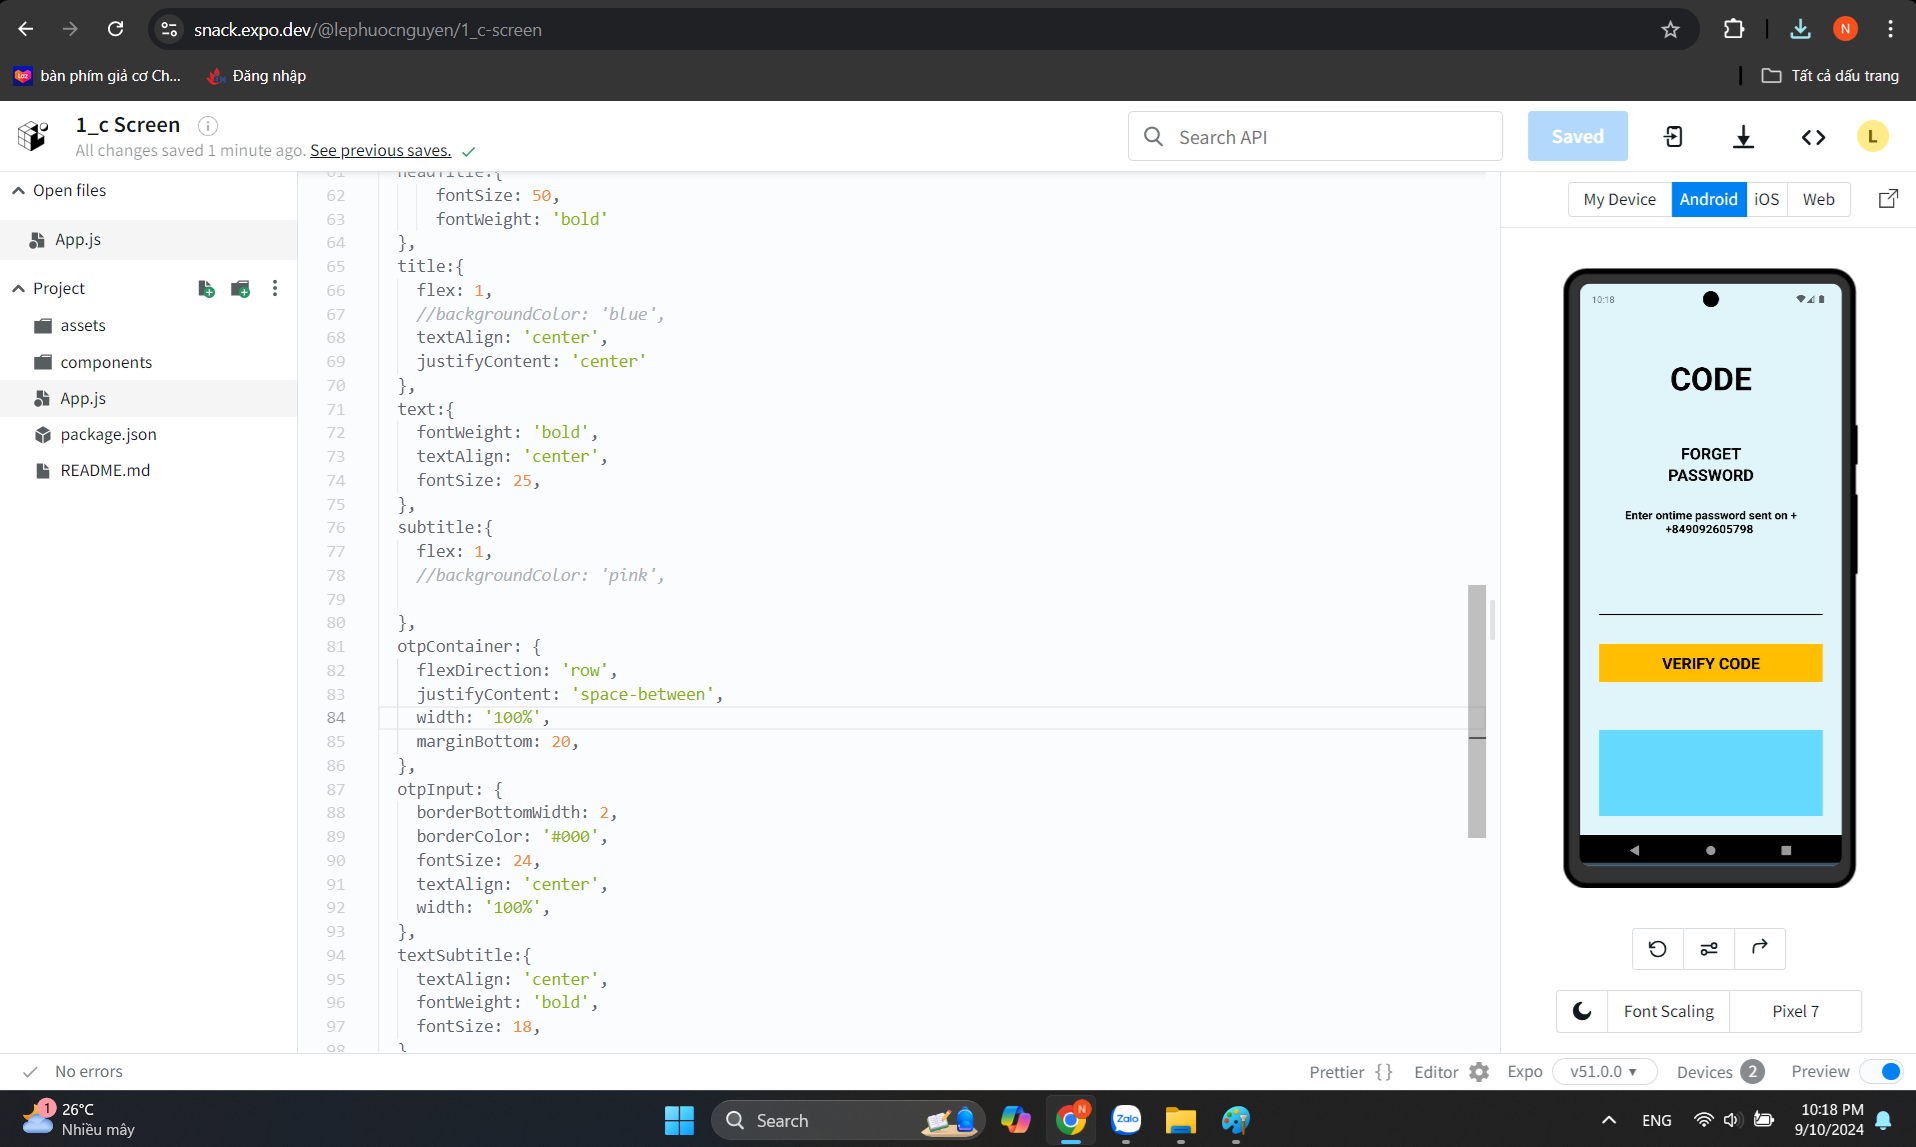 snack.expo.dev/@lephuocnguyen/1_c-screen
N
bàn phím giả cơ Ch...
Đăng nhập
Tất cả dấu trang
1_c Screen
All changes saved 1 minute ago. See previous saves.
Search API
Saved
L
Open files
App.js
Project
assets
components
App.js
package.json
README.md
61 headTitle:{
62 fontSize: 50,
63 fontWeight: 'bold'
64 },
65 title:{
66 flex: 1,
67 //backgroundColor: 'blue',
68 textAlign: 'center',
69 justifyContent: 'center'
70 },
71 text:{
72 fontWeight: 'bold',
73 textAlign: 'center',
74 fontSize: 25,
75 },
76 subtitle:{
77 flex: 1,
78 //backgroundColor: 'pink',
79
80 },
81 otpContainer: {
82 flexDirection: 'row',
83 justifyContent: 'space-between',
84 width: '100%',
85 marginBottom: 20,
86 },
87 otpInput: {
88 borderBottomWidth: 2,
89 borderColor: '#000',
90 fontSize: 24,
91 textAlign: 'center',
92 width: '100%',
93 },
94 textSubtitle:{
95 textAlign: 'center',
96 fontWeight: 'bold',
97 fontSize: 18,
98 }
My Device
Android
iOS
Web
10:18
CODE
FORGET
PASSWORD
Enter ontime password sent on +
+849092605798
VERIFY CODE
Font Scaling
Pixel 7
No errors
Prettier { }
Editor
Expo
v51.0.0
Devices 2
Preview
1
26°C
Nhiều mây
Search
N
Zalo
ENG
10:18 PM
9/10/2024